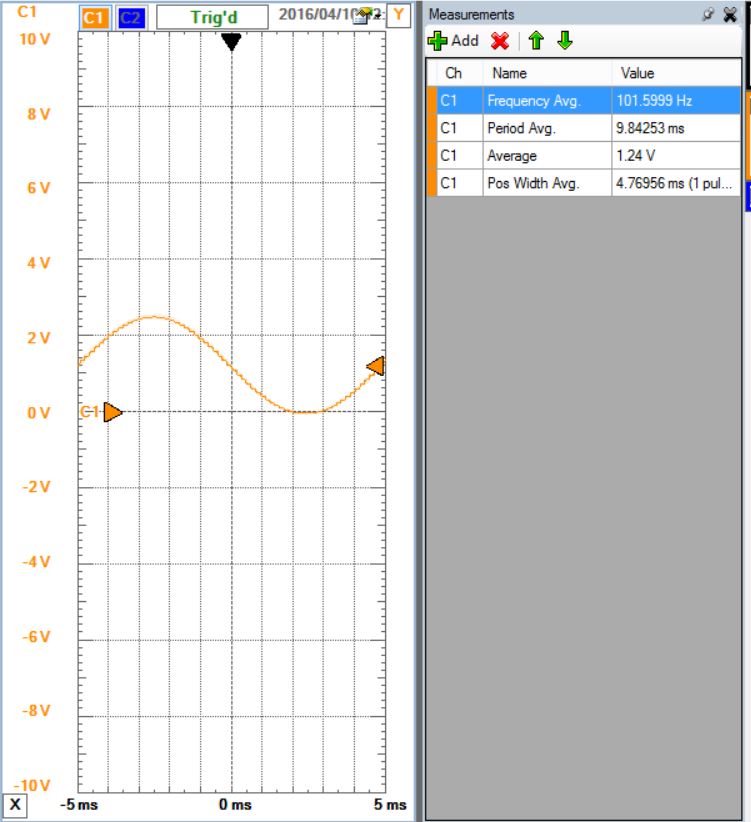 C1 C1 C2 Trig'd 2016/04/10 Y
10 V
8 V
6 V
4 V
2 V
C1
0 V
-2 V
-4 V
-6 V
-8 V
-10 V
X -5 ms 0 ms 5 ms
Measurements
Add
Ch Name Value
C1 Frequency Avg. 101.5999 Hz
C1 Period Avg. 9.84253 ms
C1 Average 1.24 V
C1 Pos Width Avg. 4.76956 ms (1 pul...